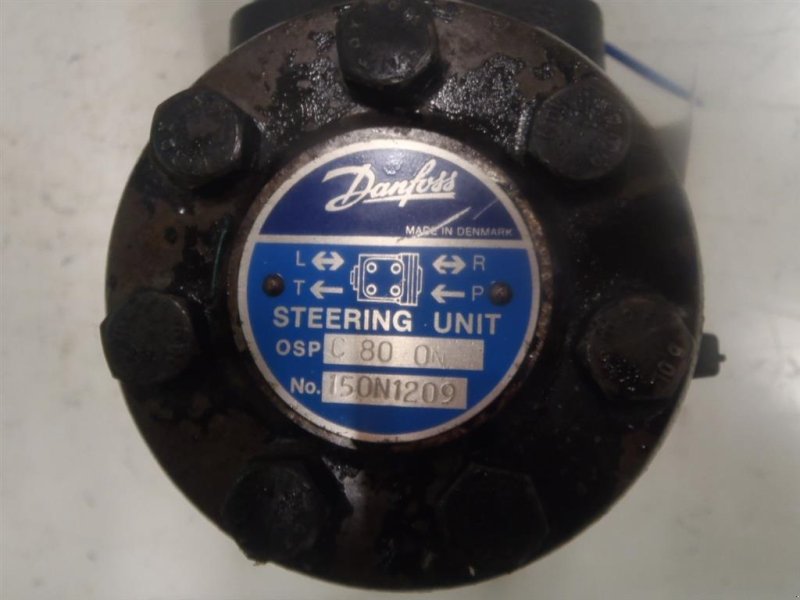 Danfoss
MADE IN DENMARK
L R
T P
STEERING UNIT
OSP C 80 ON
No. 150N1209